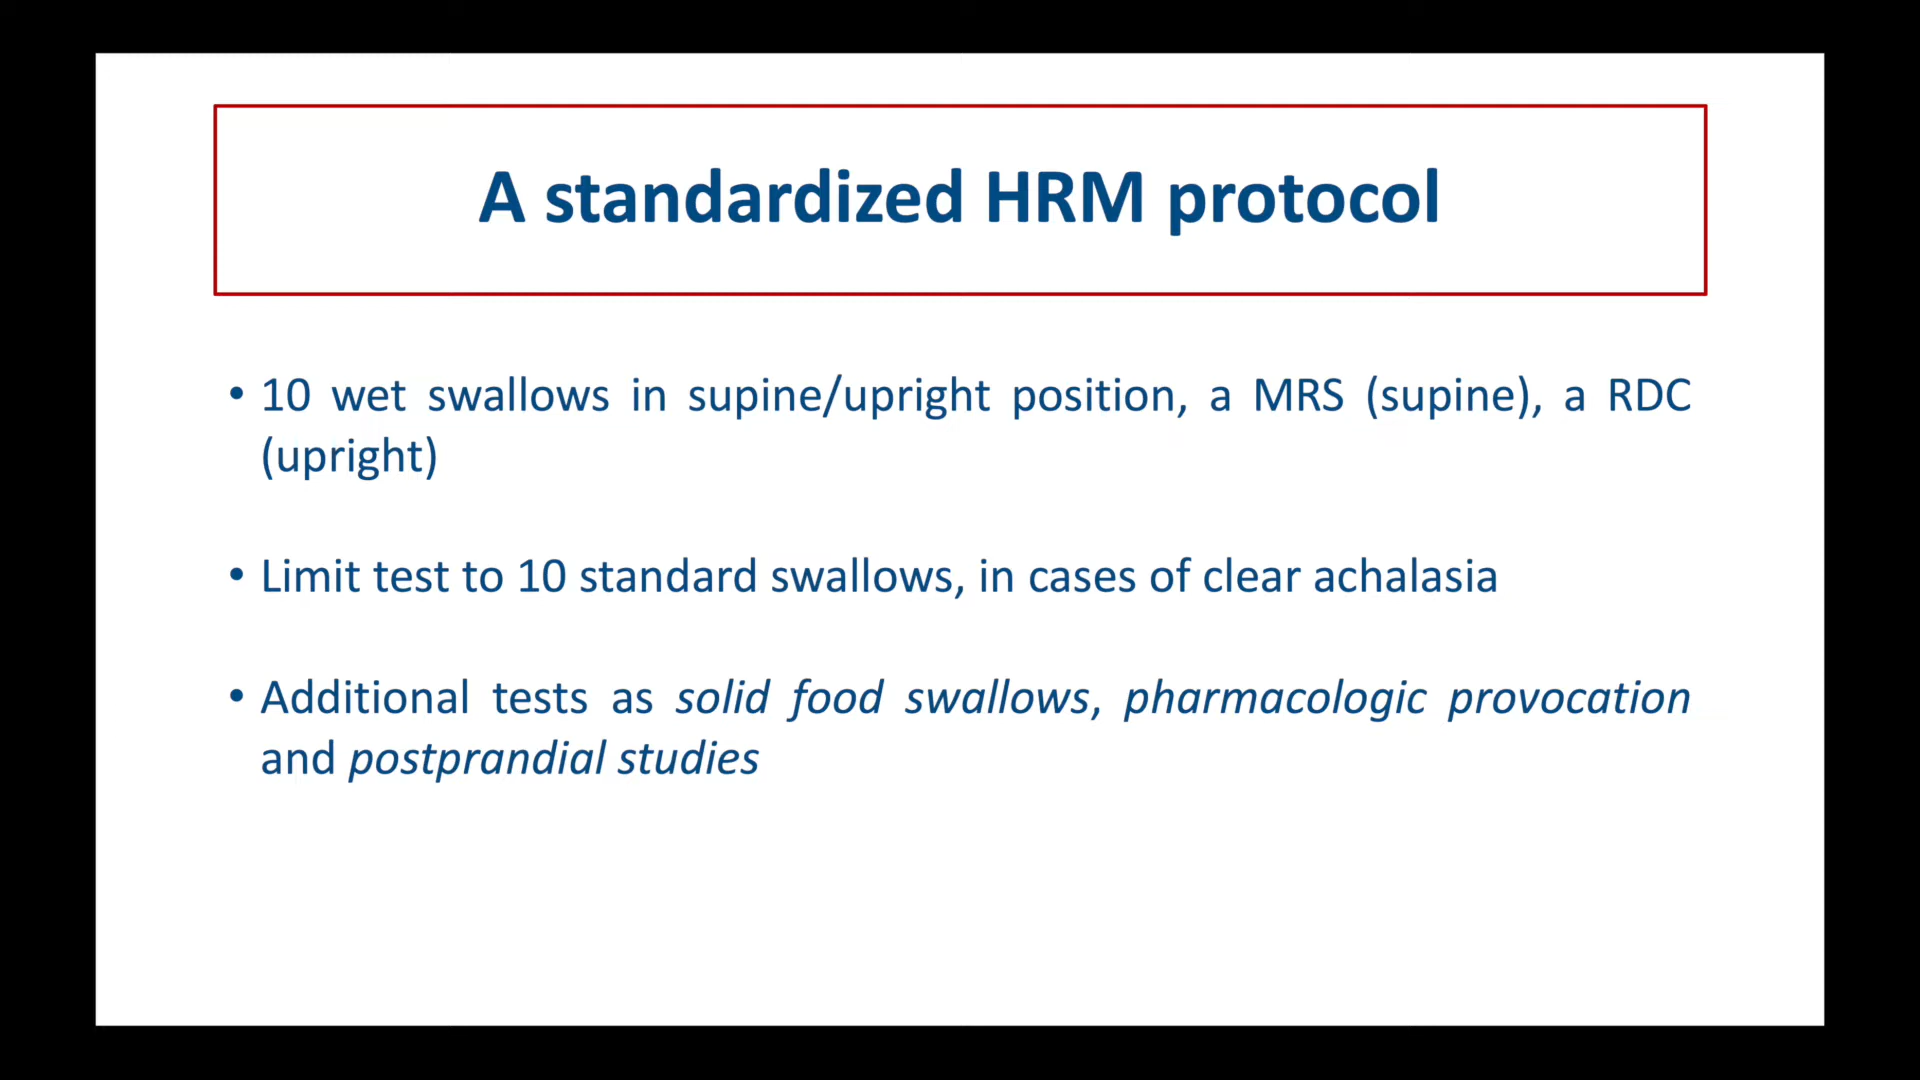 A standardized HRM protocol
• 10 wet swallows in supine/upright position, a MRS (supine), a RDC
(upright)
• Limit test to 10 standard swallows, in cases of clear achalasia
• Additional tests as solid food swallows, pharmacologic provocation
and postprandial studies